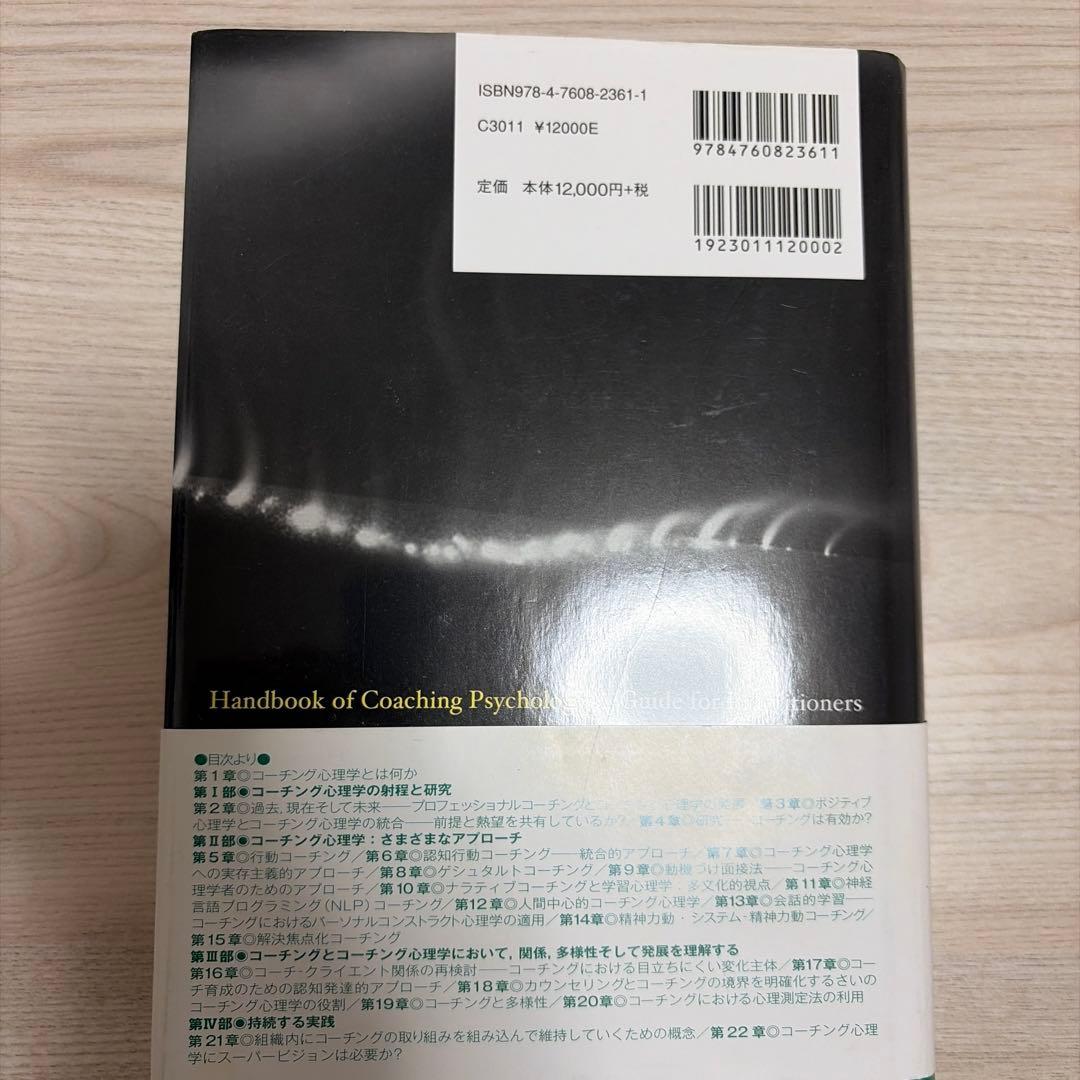 ISBN978-4-7608-2361-1
C3011 ¥12000E
9784760823611
定価 本体12,000円+税
1923011120002
Handbook of Coaching Guide for
●目次より●
第1章◎コーチング心理学とは何か
第Ⅰ部◉コーチング心理学の射程と研究
第2章◎過去,現在そして未来――プロフェッショナルコーチングと 第3章◎ポジティブ
心理学とコーチング心理学の統合――前提と熱望を共有しているか?/第4章◎研究――コーチングは有効か?
第Ⅱ部◉コーチング心理学：さまざまなアプローチ
第5章◎行動コーチング/第6章◎認知行動コーチング――統合的アプローチ/第7章◎コーチング心理学
への実存主義的アプローチ/第8章◎ゲシュタルトコーチング/第9章◎動機づけ面接法――コーチング心
理学者のためのアプローチ/第10章◎ナラティブコーチングと学習心理学：多文化的視点/第11章◎神経
言語プログラミング(NLP)コーチング/第12章◎人間中心的コーチング心理学/第13章◎会話的学習――
コーチングにおけるパーソナルコンストラクト心理学の適用/第14章◎精神力動・システム-精神力動コーチング/
第15章◎解決焦点化コーチング
第Ⅲ部◉コーチングとコーチング心理学において,関係,多様性そして発展を理解する
第16章◎コーチ-クライエント関係の再検討――コーチングにおける目立ちにくい変化主体/第17章◎コー
チ育成のための認知発達的アプローチ/第18章◎カウンセリングとコーチングの境界を明確化するさいの
コーチング心理学の役割/第19章◎コーチングと多様性/第20章◎コーチングにおける心理測定法の利用
第Ⅳ部◉持続する実践
第21章◎組織内にコーチングの取り組みを組み込んで維持していくための概念/第22章◎コーチング心理
学にスーパービジョンは必要か?